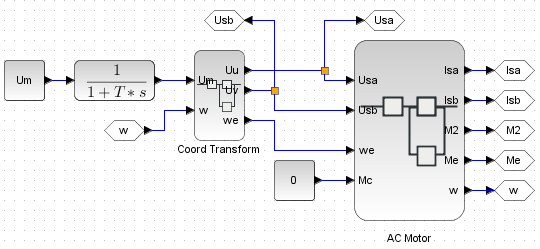 Usb
Usa
Um
1
1 + T * s
w
Um
Uu
Uv
w
we
Coord Transform
0
Usa
Usb
we
Mc
Isa
Isb
M2
Me
w
Isa
Isb
M2
Me
w
AC Motor